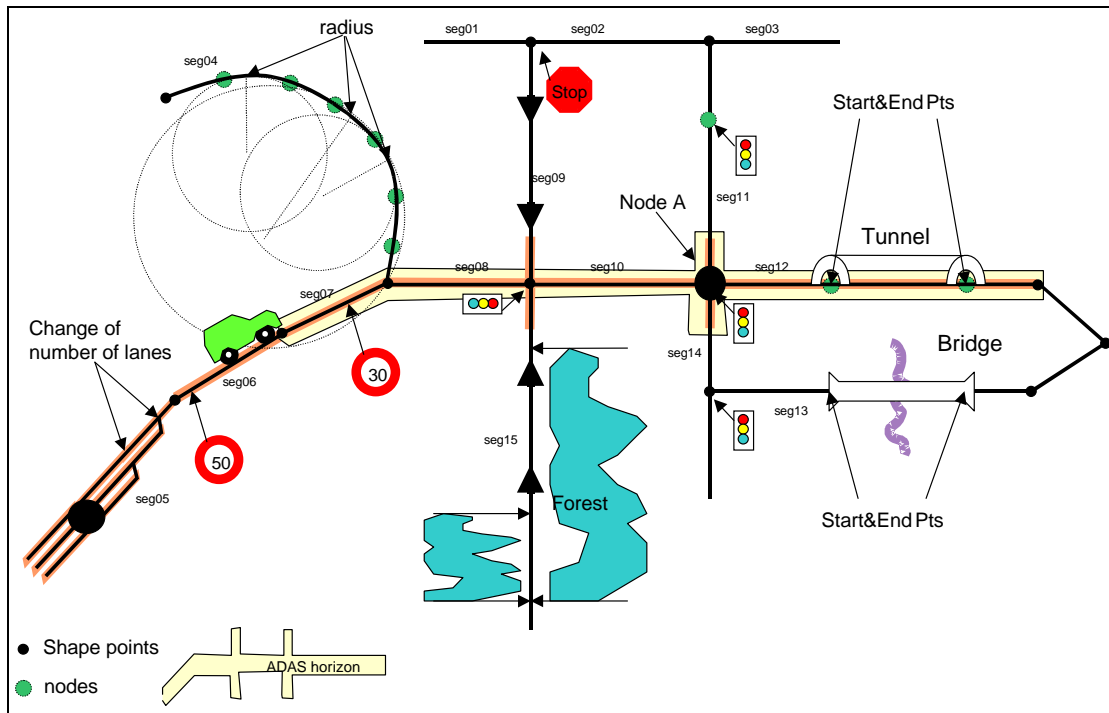 seg01
seg02
seg03
radius
seg04
Stop
Start&End Pts
seg09
seg11
Node A
Tunnel
seg08
seg10
seg12
seg07
Change of
number of lanes
seg14
Bridge
30
seg06
seg13
seg15
50
seg05
Forest
Start&End Pts
Shape points
ADAS horizon
nodes